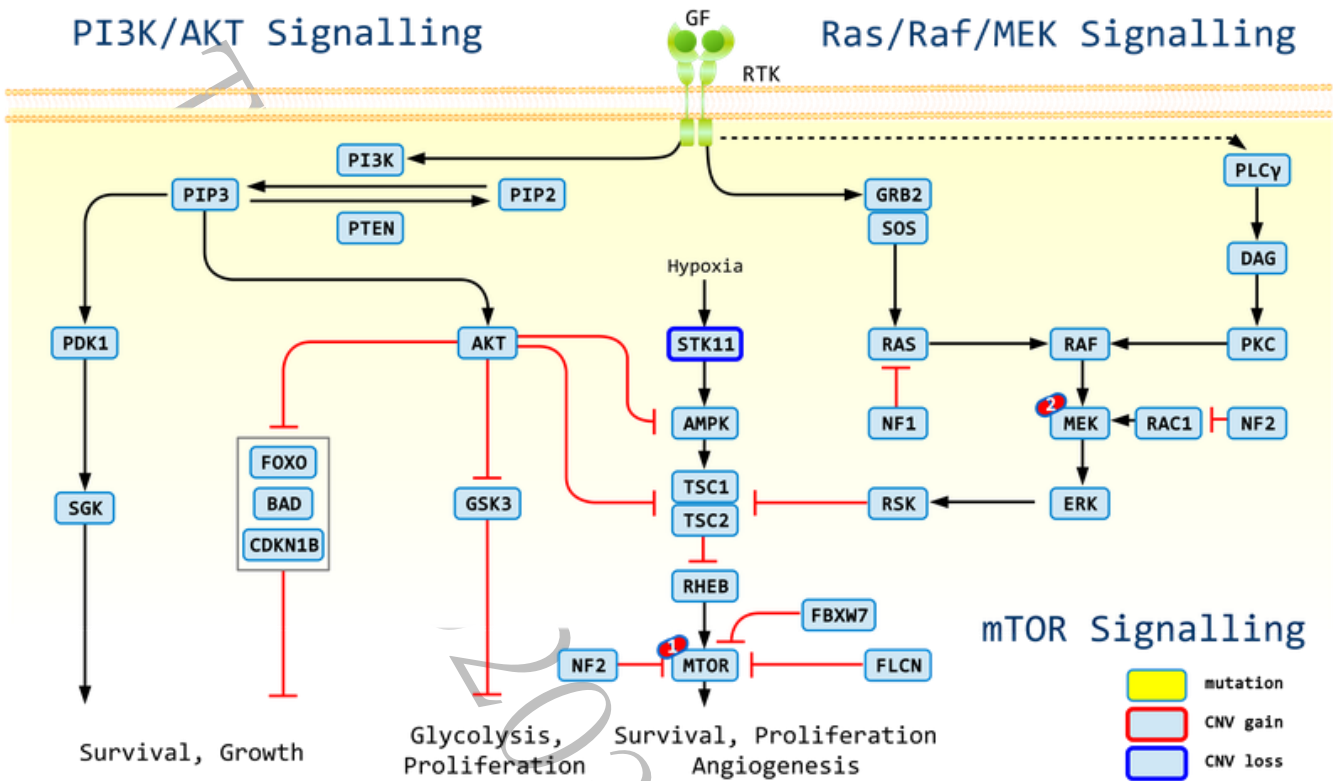 PI3K/AKT Signalling
GF
Ras/Raf/MEK Signalling
RTK
PI3K
PIP3
PIP2
PTEN
GRB2
SOS
PLCγ
DAG
Hypoxia
PDK1
AKT
STK11
RAS
RAF
PKC
2
AMPK
NF1
MEK
RAC1
NF2
FOXO
BAD
CDKN1B
SGK
GSK3
TSC1
TSC2
RSK
ERK
RHEB
FBXW7
1
NF2
MTOR
FLCN
mTOR Signalling
mutation
CNV gain
CNV loss
Survival, Growth
Glycolysis,
Proliferation
Survival, Proliferation
Angiogenesis